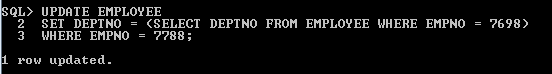 SQL> UPDATE EMPLOYEE
2 SET DEPTNO = (SELECT DEPTNO FROM EMPLOYEE WHERE EMPNO = 7698)
3 WHERE EMPNO = 7788;
1 row updated.